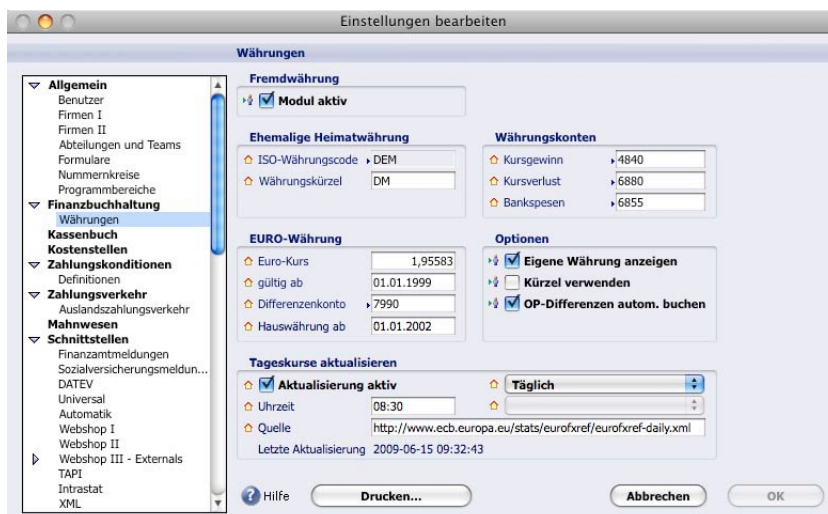 Einstellungen bearbeiten
Währungen
Allgemein
Benutzer
Firmen I
Firmen II
Abteilungen und Teams
Formulare
Nummernkreise
Programmbereiche
Finanzbuchhaltung
Währungen
Kassenbuch
Kostenstellen
Zahlungskonditionen
Definitionen
Zahlungsverkehr
Auslandszahlungsverkehr
Mahnwesen
Schnittstellen
Finanzamtmeldungen
Sozialversicherungsmeldun...
DATEV
Universal
Automatik
Webshop I
Webshop II
Webshop III - Externals
TAPI
Intrastat
XML
Fremdwährung
Modul aktiv
Ehemalige Heimatwährung
ISO-Währungscode DEM
Währungskürzel DM
Währungskonten
Kursgewinn 4840
Kursverlust 6880
Bankspesen 6855
EURO-Währung
Euro-Kurs 1,95583
gültig ab 01.01.1999
Differenzenkonto 7990
Hauswährung ab 01.01.2002
Optionen
Eigene Währung anzeigen
Kürzel verwenden
OP-Differenzen autom. buchen
Tageskurse aktualisieren
Aktualisierung aktiv Täglich
Uhrzeit 08:30
Quelle http://www.ecb.europa.eu/stats/eurofxref/eurofxref-daily.xml
Letzte Aktualisierung 2009-06-15 09:32:43
? Hilfe Drucken... Abbrechen OK